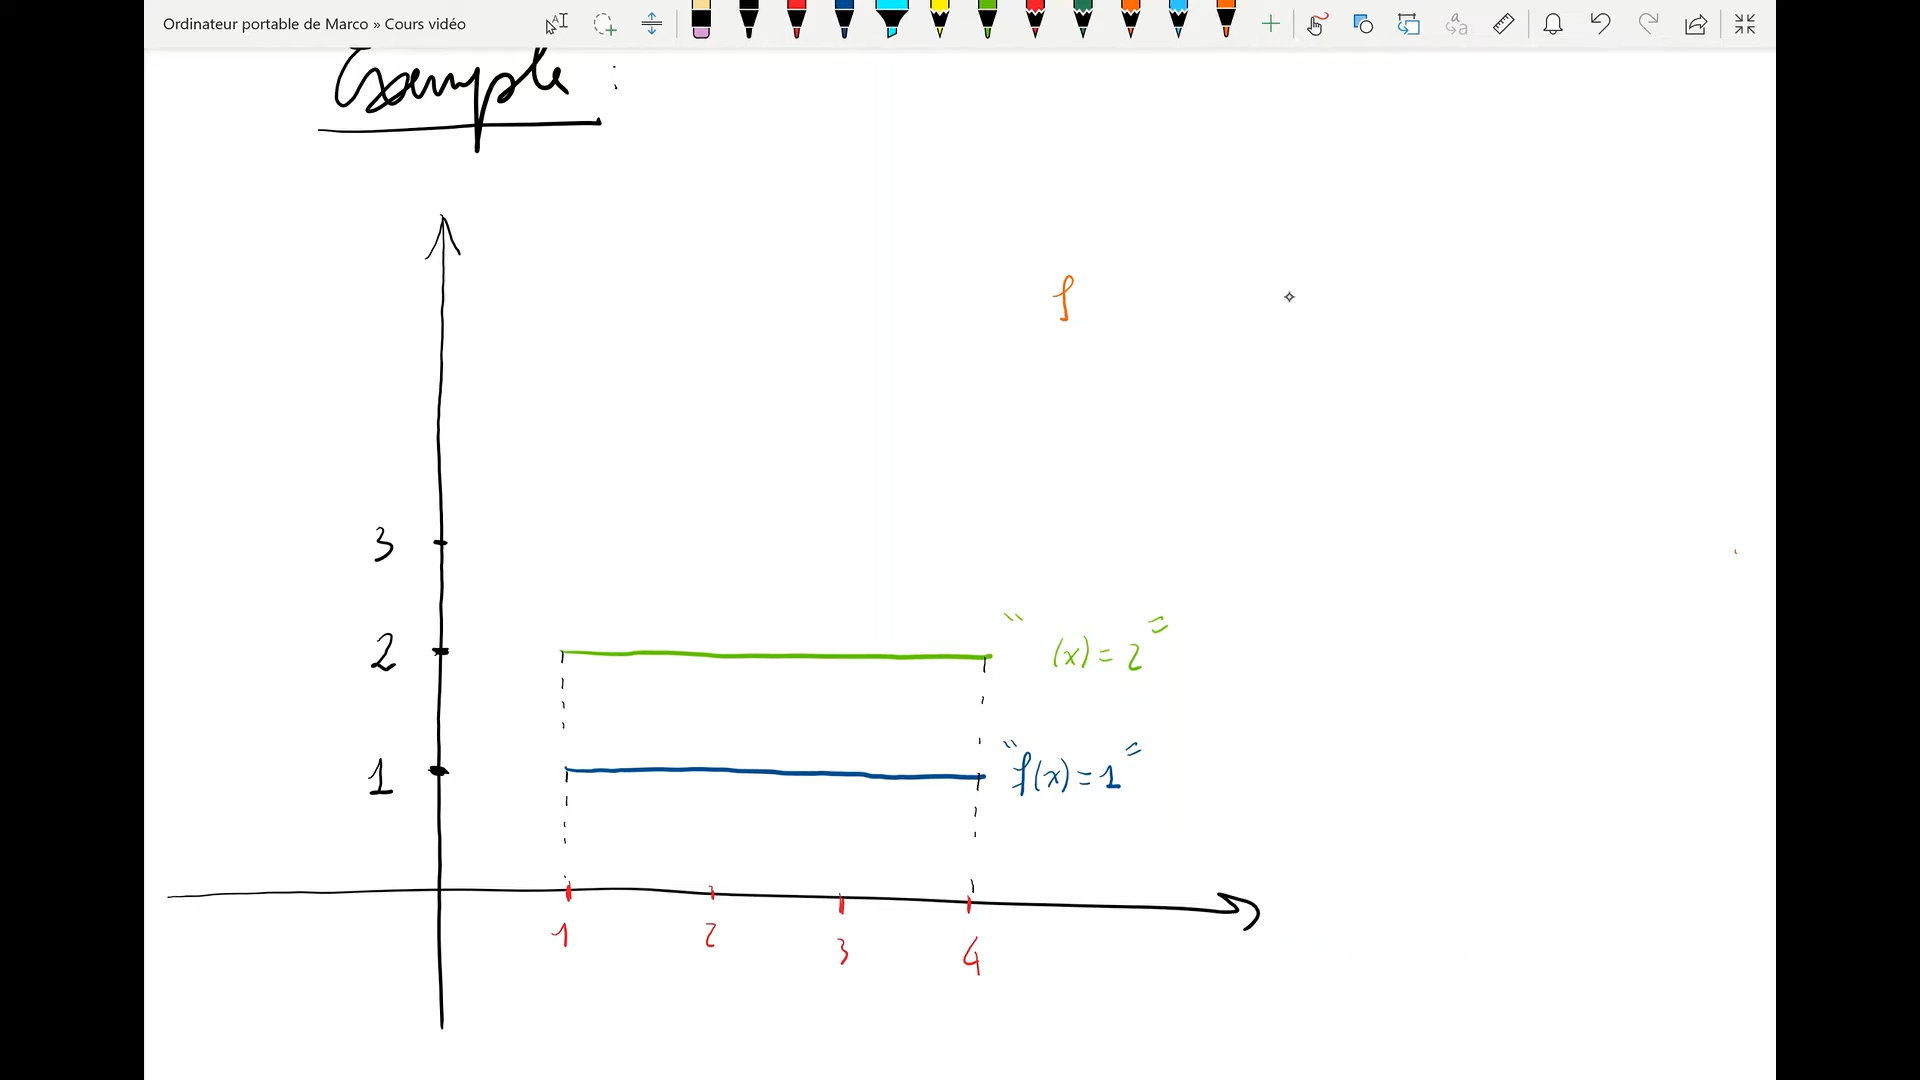 Ordinateur portable de Marco » Cours vidéo
Exemple :
f
3
2
" (x) = 2 "
1
" f(x) = 1 "
1 2 3 4